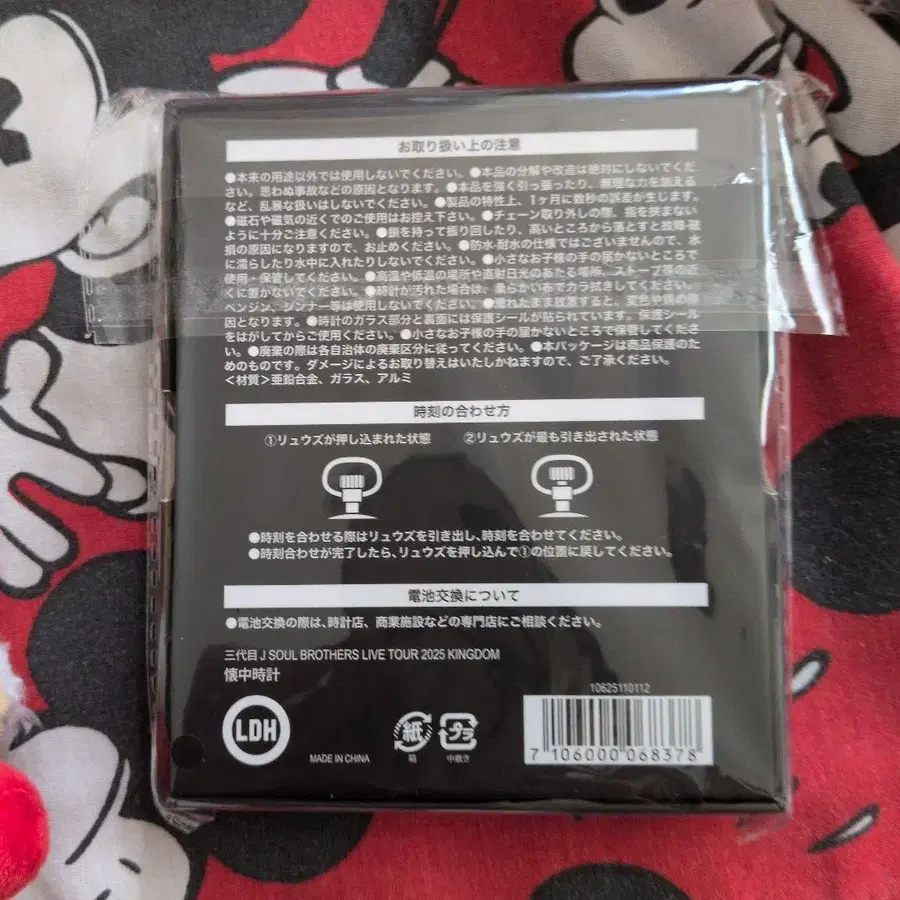 お取り扱い上の注意
●本来の用途以外では使用しないでください。●本品の分解や改造は絶対にしないでくだ
さい。思わぬ事故などの原因となります。●本品を強く引っ張ったり、無理な力を加える
など、乱暴な扱いはしないでください。●製品の特性上、1ヶ月に数秒の誤差が生じます。
●磁石や磁気の近くでのご使用はお控え下さい。●チェーン取り外しの際、指を挟まない
ように十分ご注意ください。●鎖を持って振り回したり、高いところから落とすと故障・破
損の原因になりますので、お止めください。●防水・耐水の仕様ではございませんので、水
に濡らしたり水中に入れたりしないでください。●小さなお子様の手の届かないところで
使用・保管してください。●高温や低温の場所や直射日光のあたる場所、ストーブ等の近
くに置かないでください。●時計が汚れた場合は、柔らかい布でカラ拭きしてください。
ベンジン、シンナー等は使用しないでください。●濡れたまま放置すると、変色や錆の原
因となります。●時計のガラス部分と裏面には保護シールが貼られています。保護シール
をはがしてからご使用ください。●小さなお子様の手の届かないところで保管してくださ
い。●廃棄の際は各自治体の廃棄区分に従ってください。●本パッケージは商品保護のた
めのものです。ダメージによるお取り替えはいたしかねますので、ご了承ください。
<材質>亜鉛合金、ガラス、アルミ
時刻の合わせ方
①リュウズが押し込まれた状態 ②リュウズが最も引き出された状態
●時刻を合わせる際はリュウズを引き出し、時刻を合わせてください。
●時刻合わせが完了したら、リュウズを押し込んで①の位置に戻してください。
電池交換について
●電池交換の際は、時計店、商業施設などの専門店にご相談ください。
三代目 J SOUL BROTHERS LIVE TOUR 2025 KINGDOM
懐中時計
10625110112
LDH
MADE IN CHINA
紙
箱
プラ
中敷き
7 106000 068378